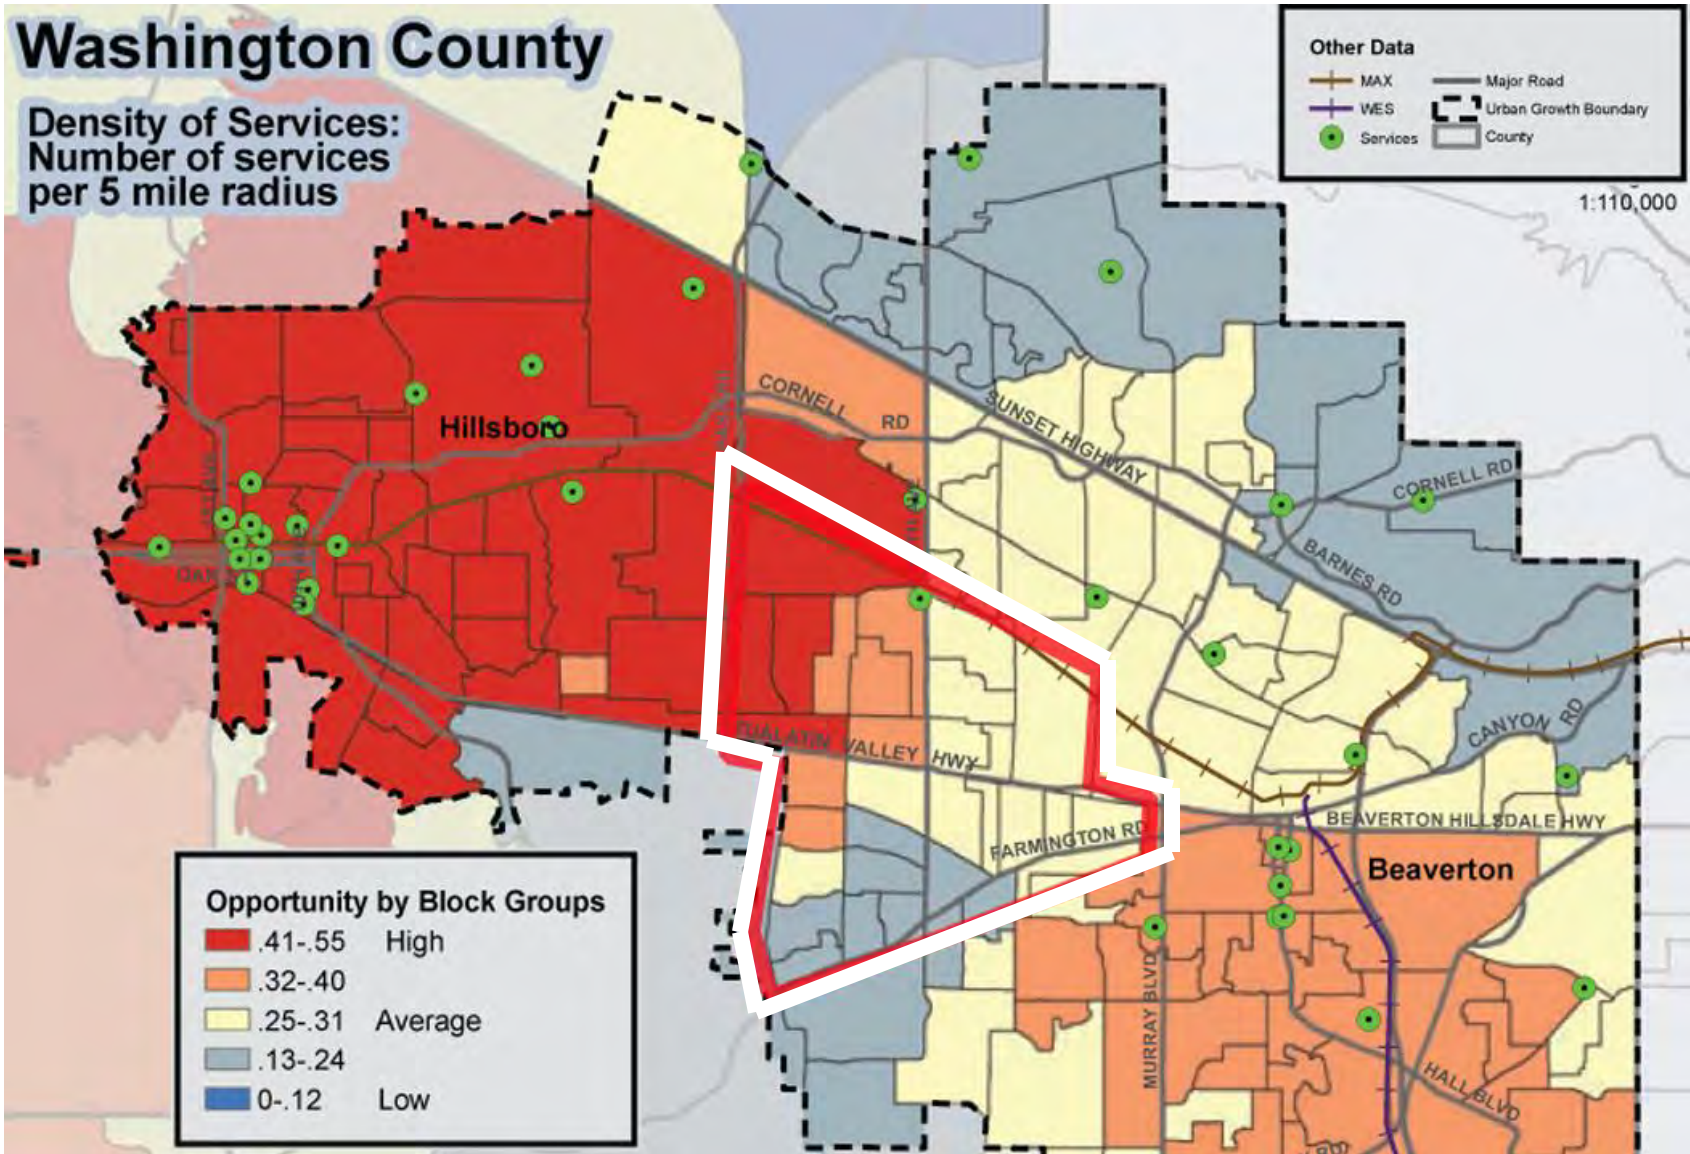 Washington County
Density of Services:
Number of services
per 5 mile radius
Other Data
MAX
Major Road
WES
Urban Growth Boundary
Services
County
1:110,000
CORNELL RD
SUNSET HIGHWAY
Hillsboro
CORNELL RD
BARNES RD
CANYON RD
TUALATIN VALLEY HWY
FARMINGTON RD
BEAVERTON HILLSDALE HWY
Beaverton
MURRAY BLVD
HALL BLVD
RD
Opportunity by Block Groups
.41-.55 High
.32-.40
.25-.31 Average
.13-.24
0-.12 Low